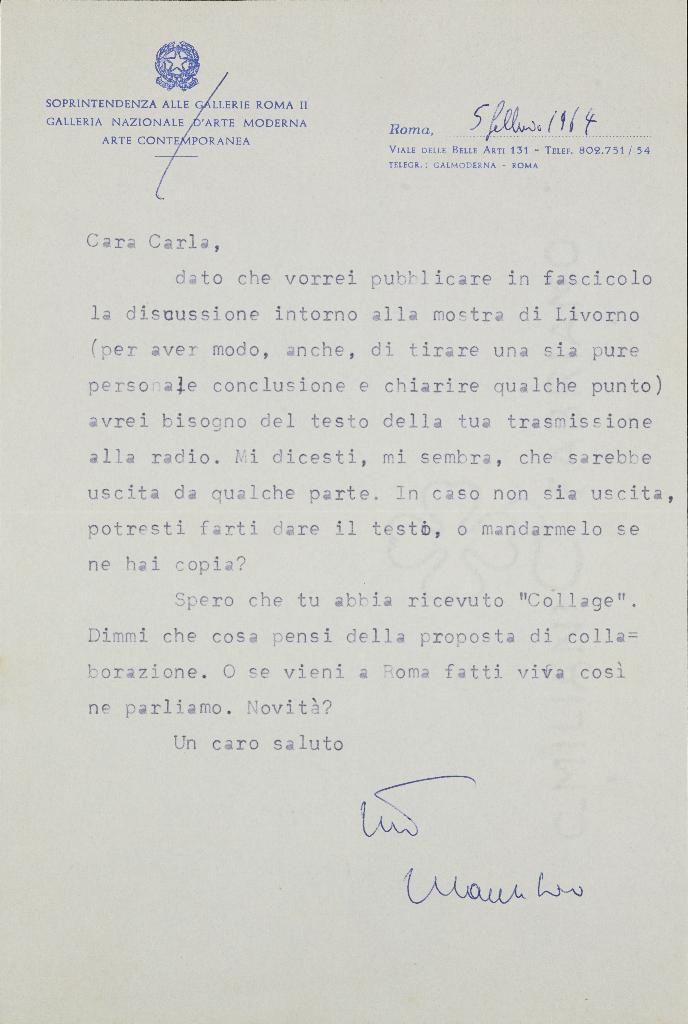 SOPRINTENDENZA ALLE GALLERIE ROMA II
GALLERIA NAZIONALE D'ARTE MODERNA
ARTE CONTEMPORANEA
Roma, 5 febbraio 1964
VIALE DELLE BELLE ARTI 131 - TELEF. 802.751 / 54
TELEGR.: GALMODERNA - ROMA
Cara Carla,
dato che vorrei pubblicare in fascicolo
la discussione intorno alla mostra di Livorno
(per aver modo, anche, di tirare una sia pure
personale conclusione e chiarire qualche punto)
avrei bisogno del testo della tua trasmissione
alla radio. Mi dicesti, mi sembra, che sarebbe
uscita da qualche parte. In caso non sia uscita,
potresti farti dare il testo, o mandarmelo se
ne hai copia?
Spero che tu abbia ricevuto "Collage".
Dimmi che cosa pensi della proposta di colla=
borazione. O se vieni a Roma fatti viva così
ne parliamo. Novità?
Un caro saluto